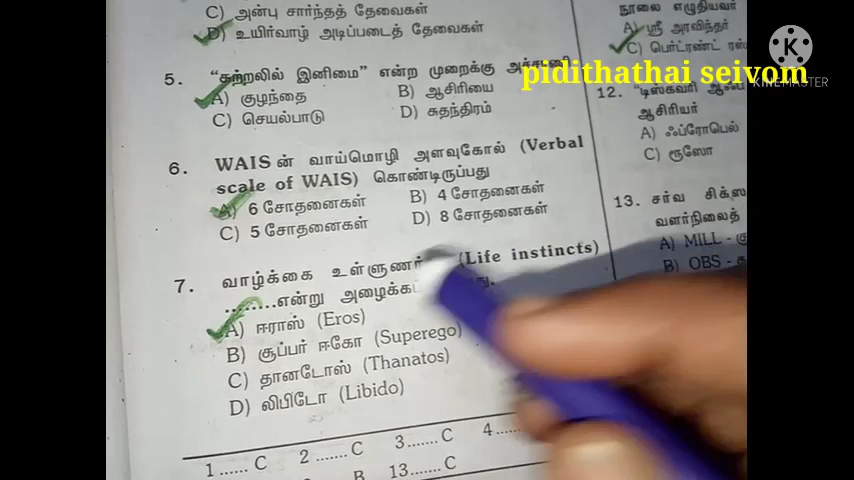 C) அன்பு சார்ந்தத் தேவைகள்
D) உயிர்வாழ் அடிப்படைத் தேவைகள்
5. "கற்றலில் இனிமை" என்ற முறைக்கு
A) குழந்தை B) ஆசிரியை
C) செயல்பாடு D) சுதந்திரம்
6. WAIS ன் வாய்மொழி அளவுகோல் (Verbal
scale of WAIS) கொண்டிருப்பது
A) 6 சோதனைகள் B) 4 சோதனைகள்
C) 5 சோதனைகள் D) 8 சோதனைகள்
7. வாழ்க்கை (Life instincts)
........என்று
A) ஈராஸ் (Eros)
B) சூப்பர் ஈகோ (Superego)
C) தானடோஸ் (Thanatos)
D) லிபிடோ (Libido)
1 ...... C 2 ....... C 3....... C 4 .....
B 13....... C
நூலை எழுதியவர்
A) ஸ்ரீ அரவிந்தர்
C) பெர்ட்ரண்ட்
pidithathai seivom
K
KINEMASTER
12.
ஆசிரியர்
A) ஃப்ரோபெல்
C) ரூஸோ
13. சர்வ
வளர்நிலைத்
A) MILL -
B) OBS -